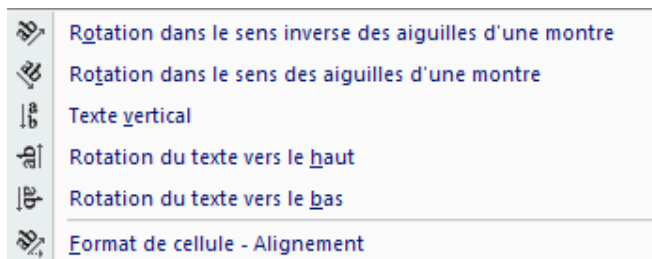 Rotation dans le sens inverse des aiguilles d'une montre
Rotation dans le sens des aiguilles d'une montre
Texte vertical
Rotation du texte vers le haut
Rotation du texte vers le bas
Format de cellule - Alignement